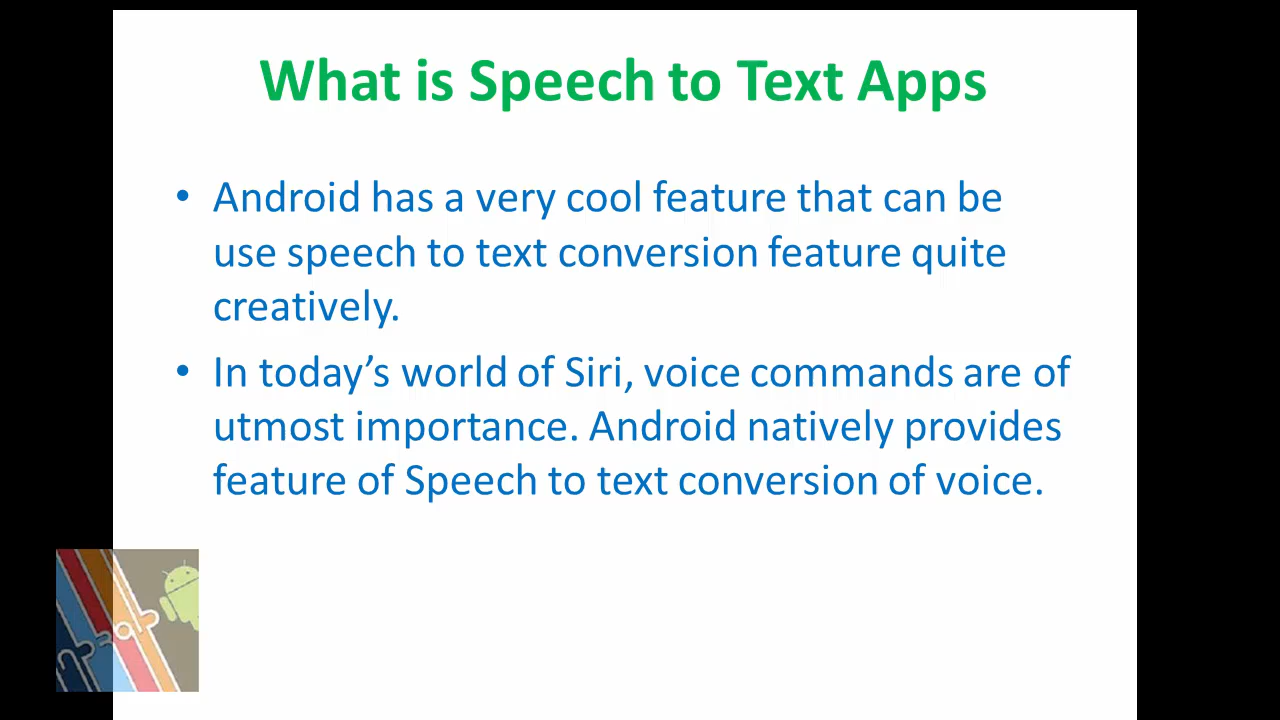 What is Speech to Text Apps
• Android has a very cool feature that can be
use speech to text conversion feature quite
creatively.
• In today’s world of Siri, voice commands are of
utmost importance. Android natively provides
feature of Speech to text conversion of voice.